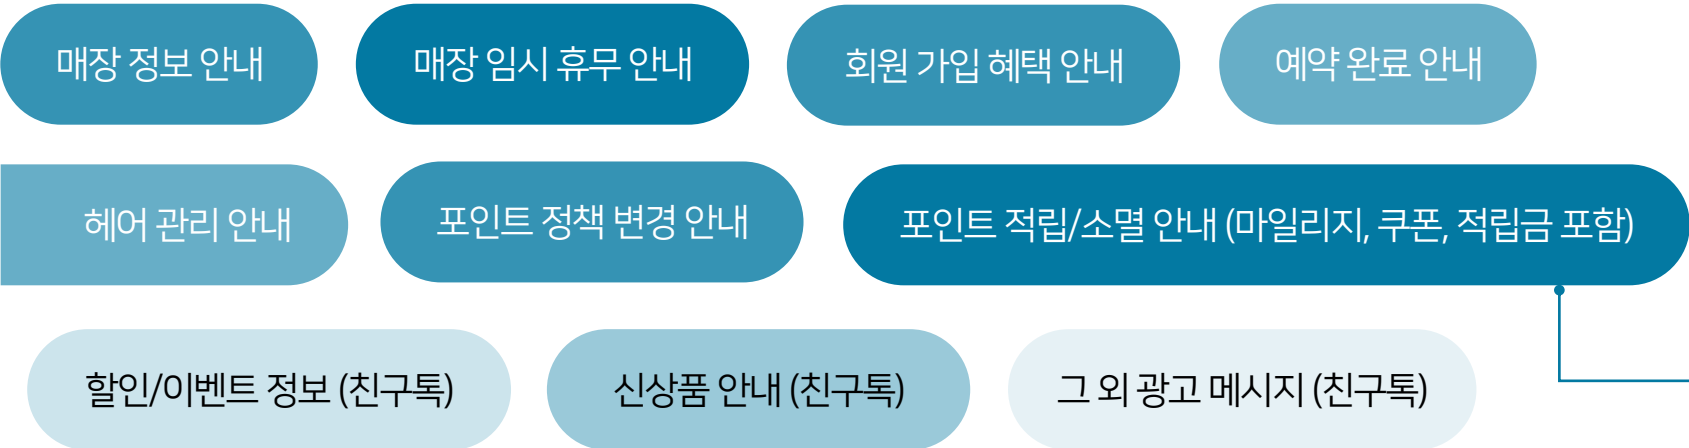 매장 정보 안내
매장 임시 휴무 안내
회원 가입 혜택 안내
예약 완료 안내
헤어 관리 안내
포인트 정책 변경 안내
포인트 적립/소멸 안내 (마일리지, 쿠폰, 적립금 포함)
할인/이벤트 정보 (친구톡)
신상품 안내 (친구톡)
그 외 광고 메시지 (친구톡)